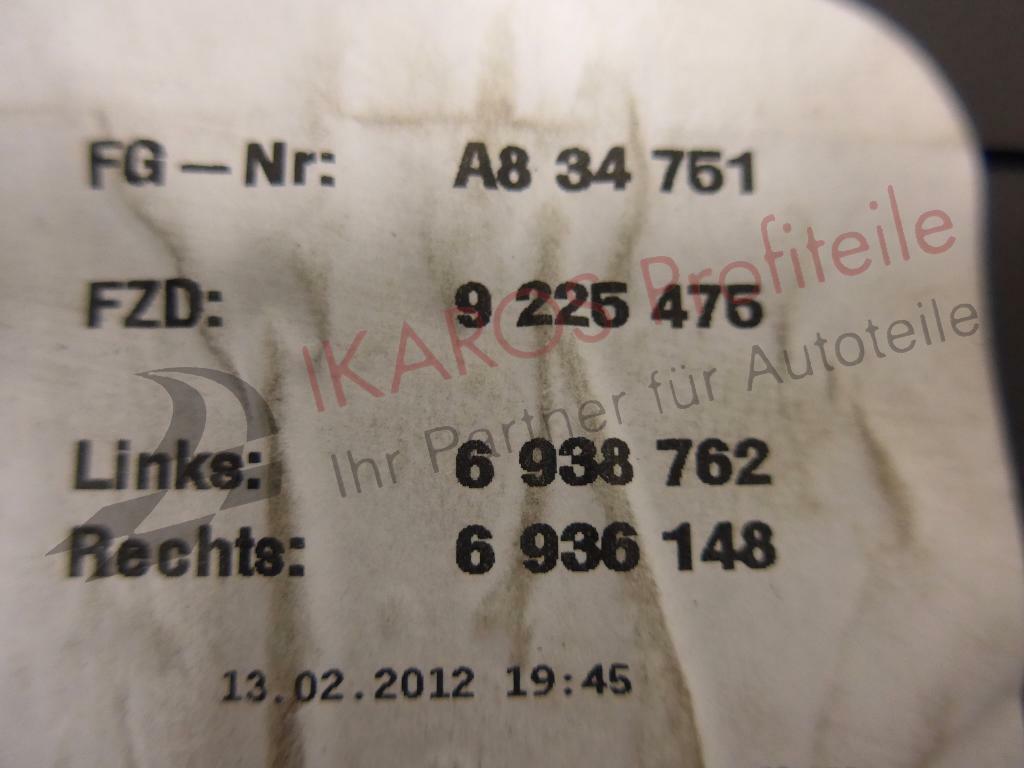 FG-Nr: A8 34 751
FZD: 9 225 475
Links: 6 938 762
Rechts: 6 936 148
13.02.2012 19:45
IKAROS Profiteile
Ihr Partner für Autoteile